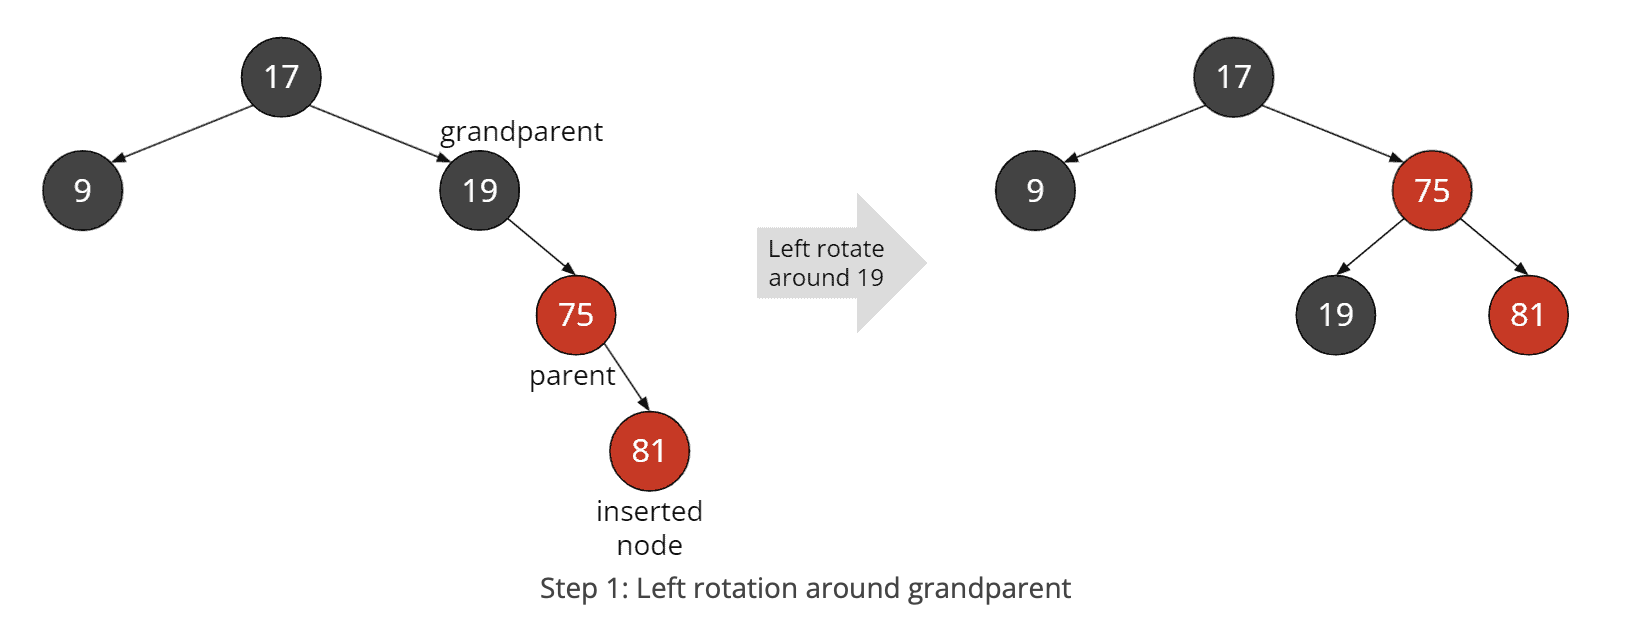 17
grandparent
9
19
75
parent
81
inserted
node
Left rotate
around 19
17
9
75
19
81
Step 1: Left rotation around grandparent